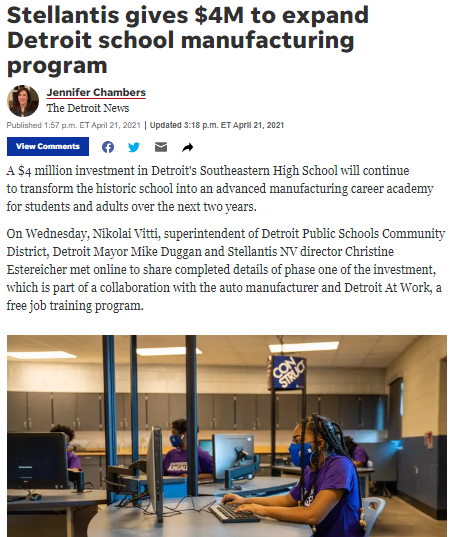 Stellantis gives $4M to expand
Detroit school manufacturing
program
Jennifer Chambers
The Detroit News
Published 1:57 p.m. ET April 21, 2021 | Updated 3:18 p.m. ET April 21, 2021
View Comments
A $4 million investment in Detroit's Southeastern High School will continue
to transform the historic school into an advanced manufacturing career academy
for students and adults over the next two years.
On Wednesday, Nikolai Vitti, superintendent of Detroit Public Schools Community
District, Detroit Mayor Mike Duggan and Stellantis NV director Christine
Estereicher met online to share completed details of phase one of the investment,
which is part of a collaboration with the auto manufacturer and Detroit At Work, a
free job training program.
CON
STRUCT